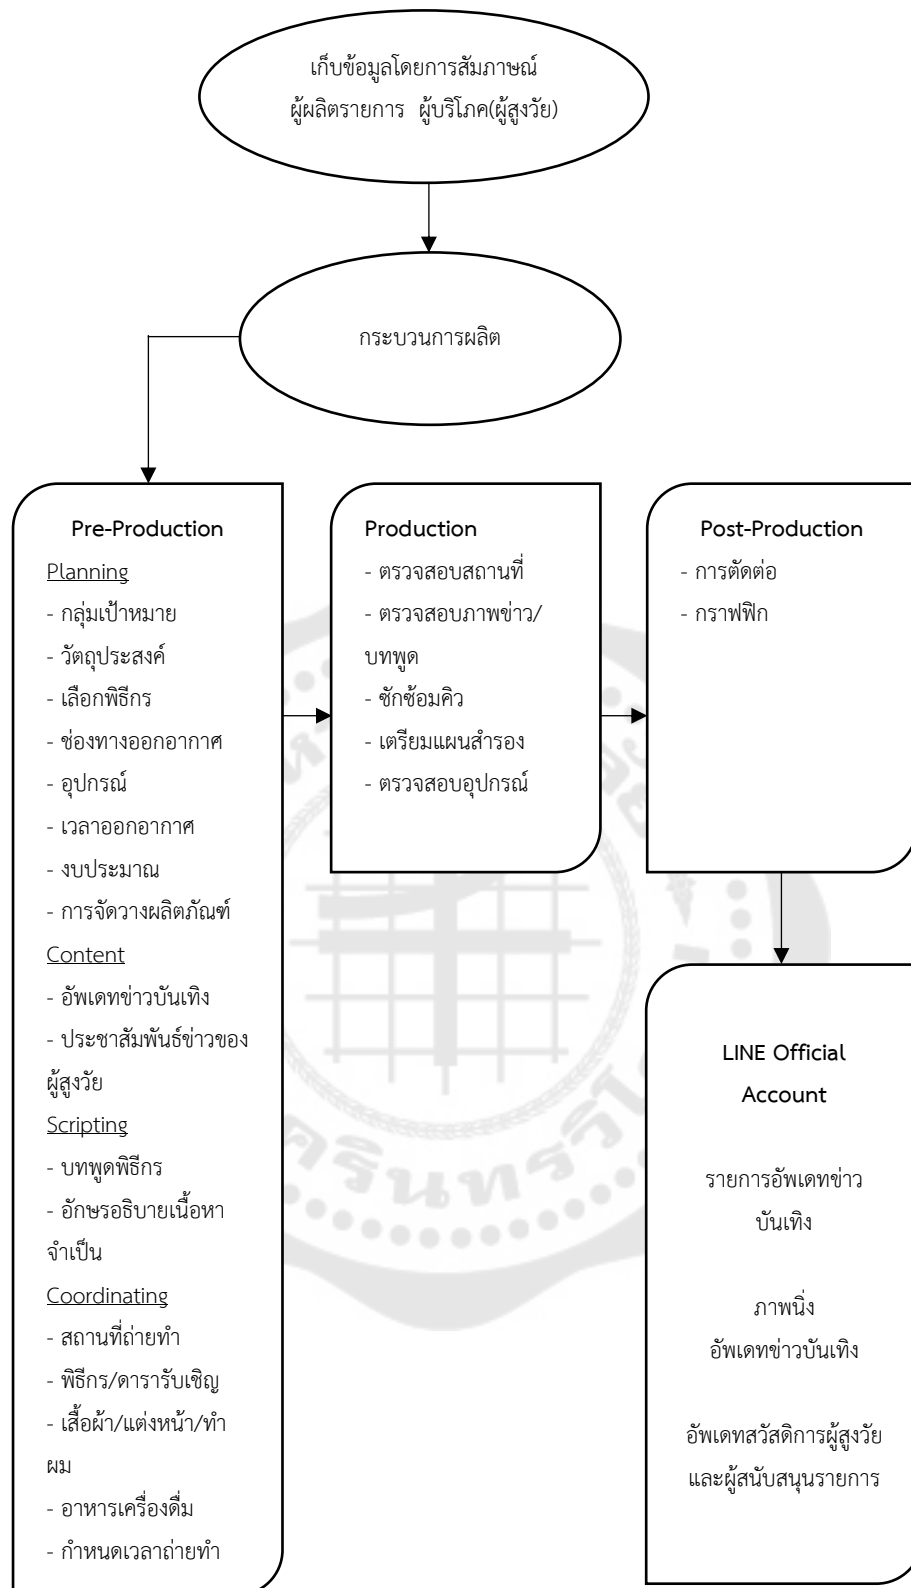 เก็บข้อมูลโดยการสัมภาษณ์
ผู้ผลิตรายการ ผู้บริโภค(ผู้สูงวัย)
กระบวนการผลิต
Pre-Production
Planning
- กลุ่มเป้าหมาย
- วัตถุประสงค์
- เลือกพิธีกร
- ช่องทางออกอากาศ
- อุปกรณ์
- เวลาออกอากาศ
- งบประมาณ
- การจัดวางผลิตภัณฑ์
Content
- อัพเดทข่าวบันเทิง
- ประชาสัมพันธ์ข่าวของ
ผู้สูงวัย
Scripting
- บทพูดพิธีกร
- อักษรอธิบายเนื้อหา
จำเป็น
Coordinating
- สถานที่ถ่ายทำ
- พิธีกร/ดารารับเชิญ
- เสื้อผ้า/แต่งหน้า/ทำ
ผม
- อาหารเครื่องดื่ม
- กำหนดเวลาถ่ายทำ
Production
- ตรวจสอบสถานที่
- ตรวจสอบภาพข่าว/
บทพูด
- ซักซ้อมคิว
- เตรียมแผนสำรอง
- ตรวจสอบอุปกรณ์
Post-Production
- การตัดต่อ
- กราฟฟิก
LINE Official
Account
รายการอัพเดทข่าว
บันเทิง
ภาพนิ่ง
อัพเดทข่าวบันเทิง
อัพเดทสวัสดิการผู้สูงวัย
และผู้สนับสนุนรายการ